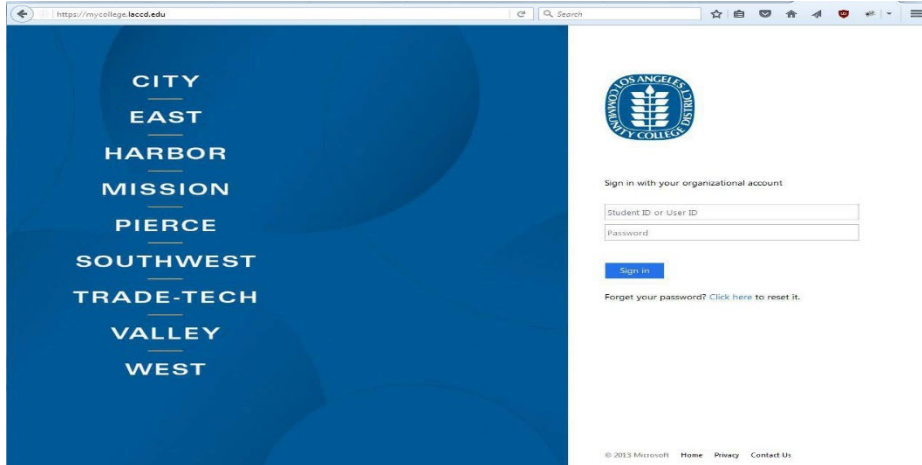 https://mycollege.laccd.edu
Search
CITY
EAST
HARBOR
MISSION
PIERCE
SOUTHWEST
TRADE-TECH
VALLEY
WEST
LOS ANGELES
COMMUNITY COLLEGE DISTRICT
Sign in with your organizational account
Student ID or User ID
Password
Sign in
Forget your password? Click here to reset it.
© 2013 Microsoft Home Privacy Contact Us